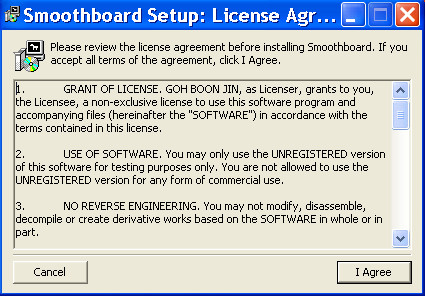 Smoothboard Setup: License Agr...
Please review the license agreement before installing Smoothboard. If you
accept all terms of the agreement, click I Agree.
1. GRANT OF LICENSE. GOH BOON JIN, as Licenser, grants to you,
the Licensee, a non-exclusive license to use this software program and
accompanying files (hereinafter the "SOFTWARE") in accordance with the
terms contained in this license.
2. USE OF SOFTWARE. You may only use the UNREGISTERED version
of this software for testing purposes only. You are not allowed to use the
UNREGISTERED version for any form of commercial use.
3. NO REVERSE ENGINEERING. You may not modify, disassemble,
decompile or create derivative works based on the SOFTWARE in whole or in
part.
Cancel
I Agree